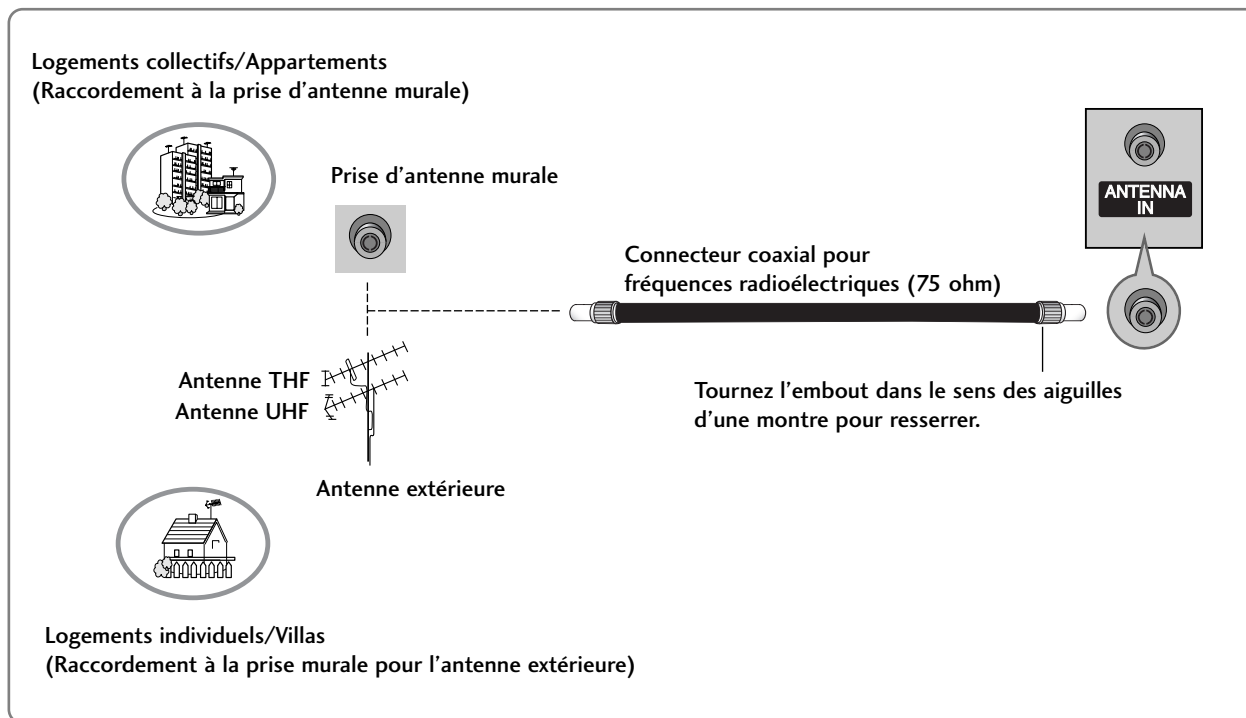 Logements collectifs/Appartements
(Raccordement à la prise d'antenne murale)
Prise d'antenne murale
ANTENNA
IN
Connecteur coaxial pour
fréquences radioélectriques (75 ohm)
Antenne THF
Antenne UHF
Tournez l'embout dans le sens des aiguilles
d'une montre pour resserrer.
Antenne extérieure
Logements individuels/Villas
(Raccordement à la prise murale pour l'antenne extérieure)